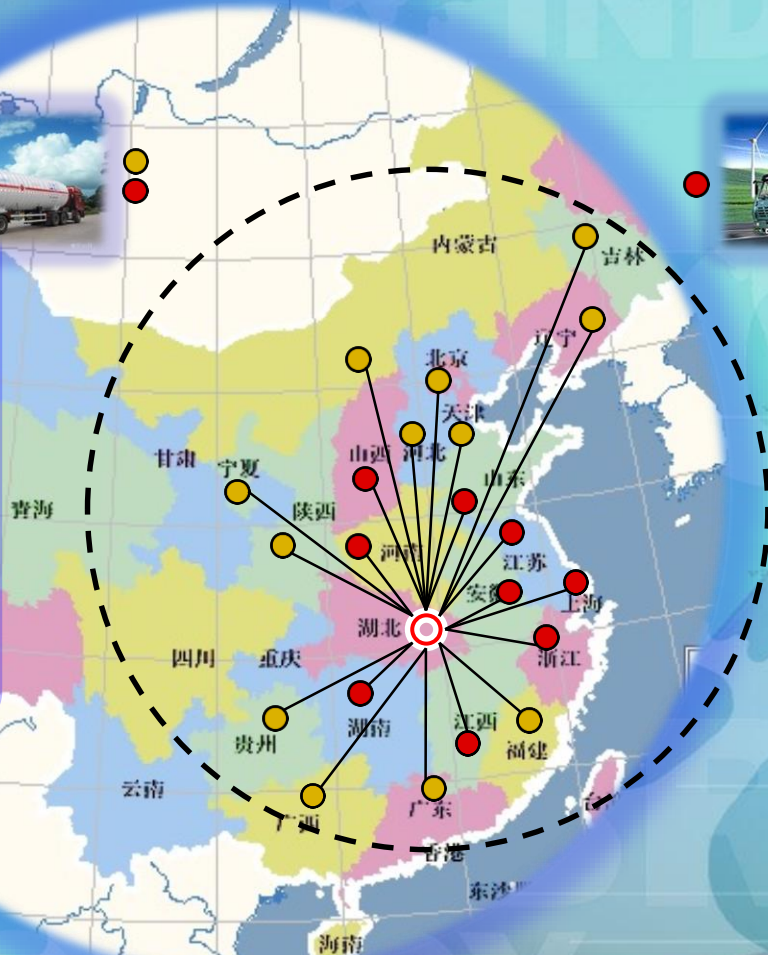 内蒙古
吉林
辽宁
北京
天津
山西
河北
甘肃
宁夏
山东
青海
陕西
河南
江苏
安徽
上海
湖北
四川
重庆
浙江
湖南
江西
贵州
福建
云南
广东
广西
香港
东沙
海南